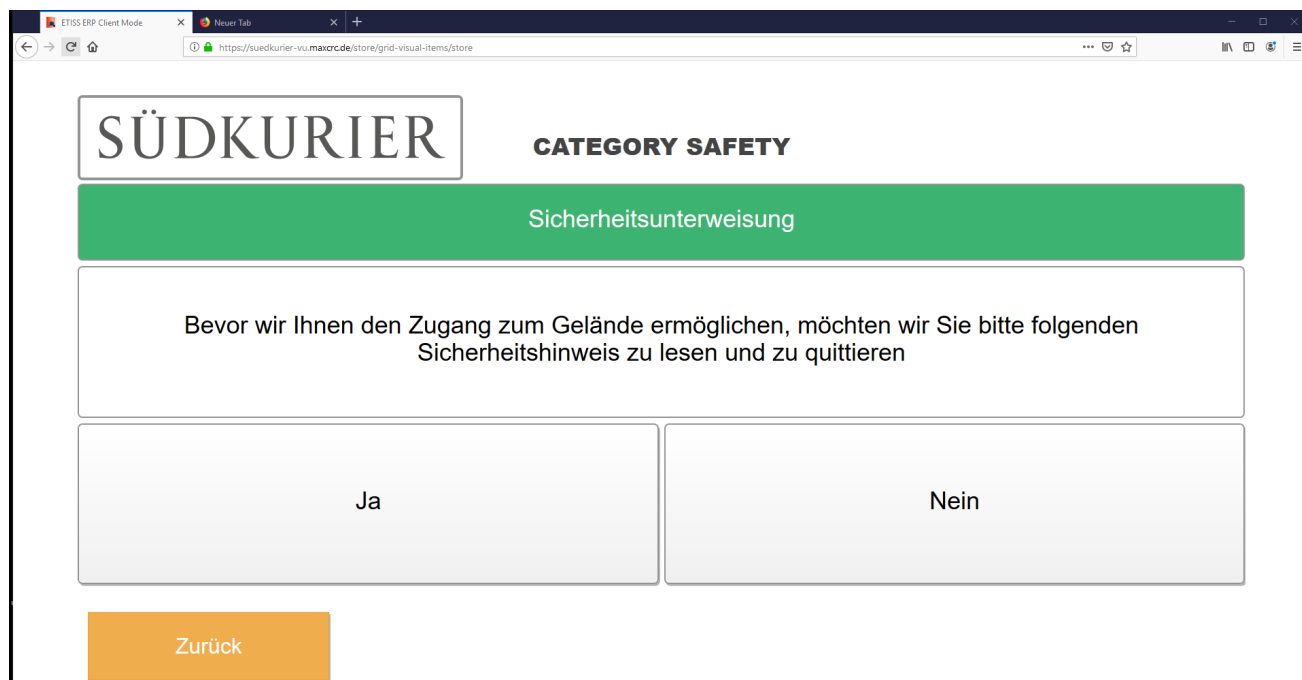 ETISS ERP Client Mode
Neuer Tab
https://suedkurier-vu.maxcrc.de/store/grid-visual-items/store
SÜDKURIER
CATEGORY SAFETY
Sicherheitsunterweisung
Bevor wir Ihnen den Zugang zum Gelände ermöglichen, möchten wir Sie bitte folgenden
Sicherheitshinweis zu lesen und zu quittieren
Ja
Nein
Zurück